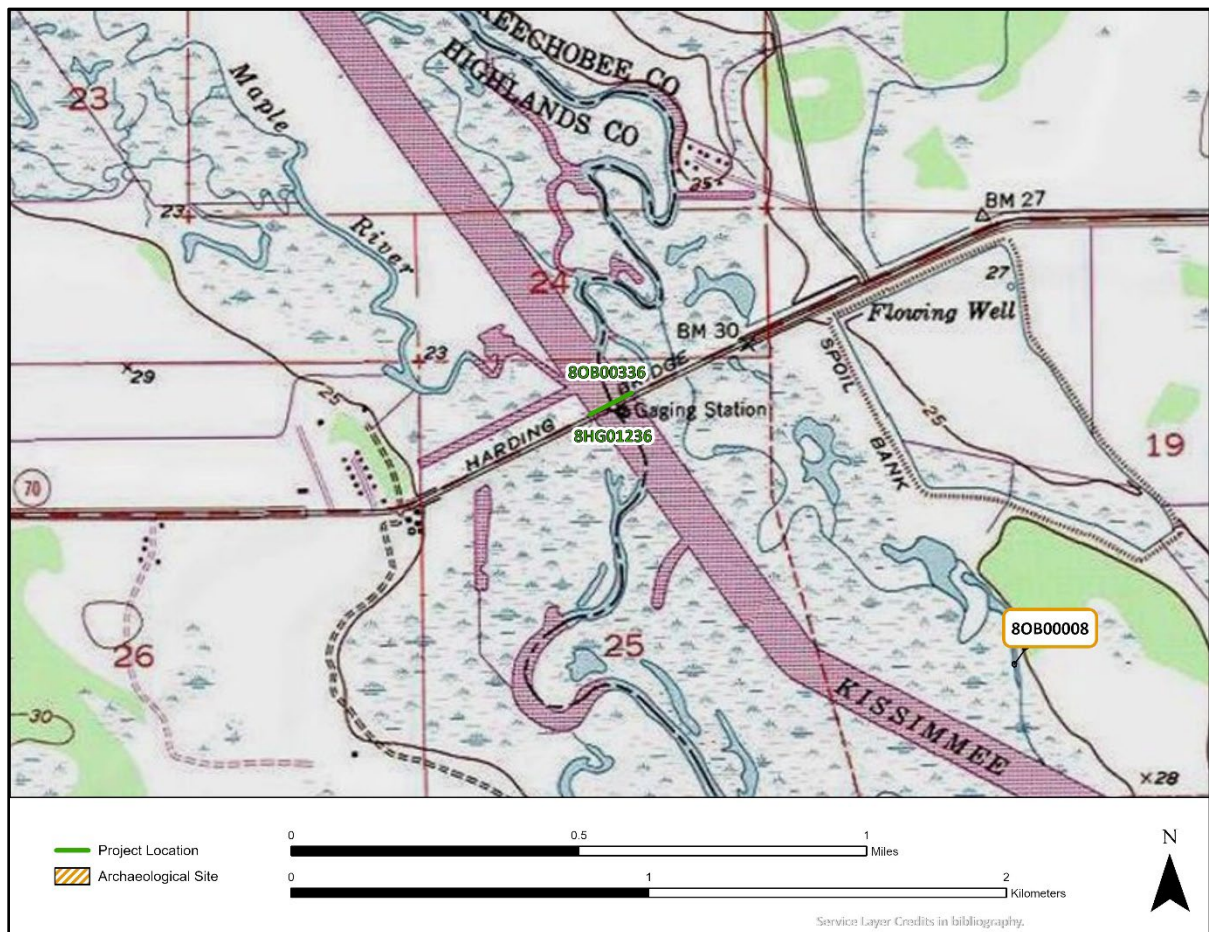 KEECHOBEE CO
HIGHLANDS CO
Maple
River
23
25
BM 27
23
24
27
Flowing Well
BM 30
SPOIL
BANK
29
23
25
8OB00336
BRIDGE
Gaging Station
8HG01236
HARDING
25
19
70
8OB00008
26
25
KISSIMMEE
30
28
Project Location
Archaeological Site
0
0.5
1
Miles
0
1
2
Kilometers
N
Service Layer Credits in bibliography.